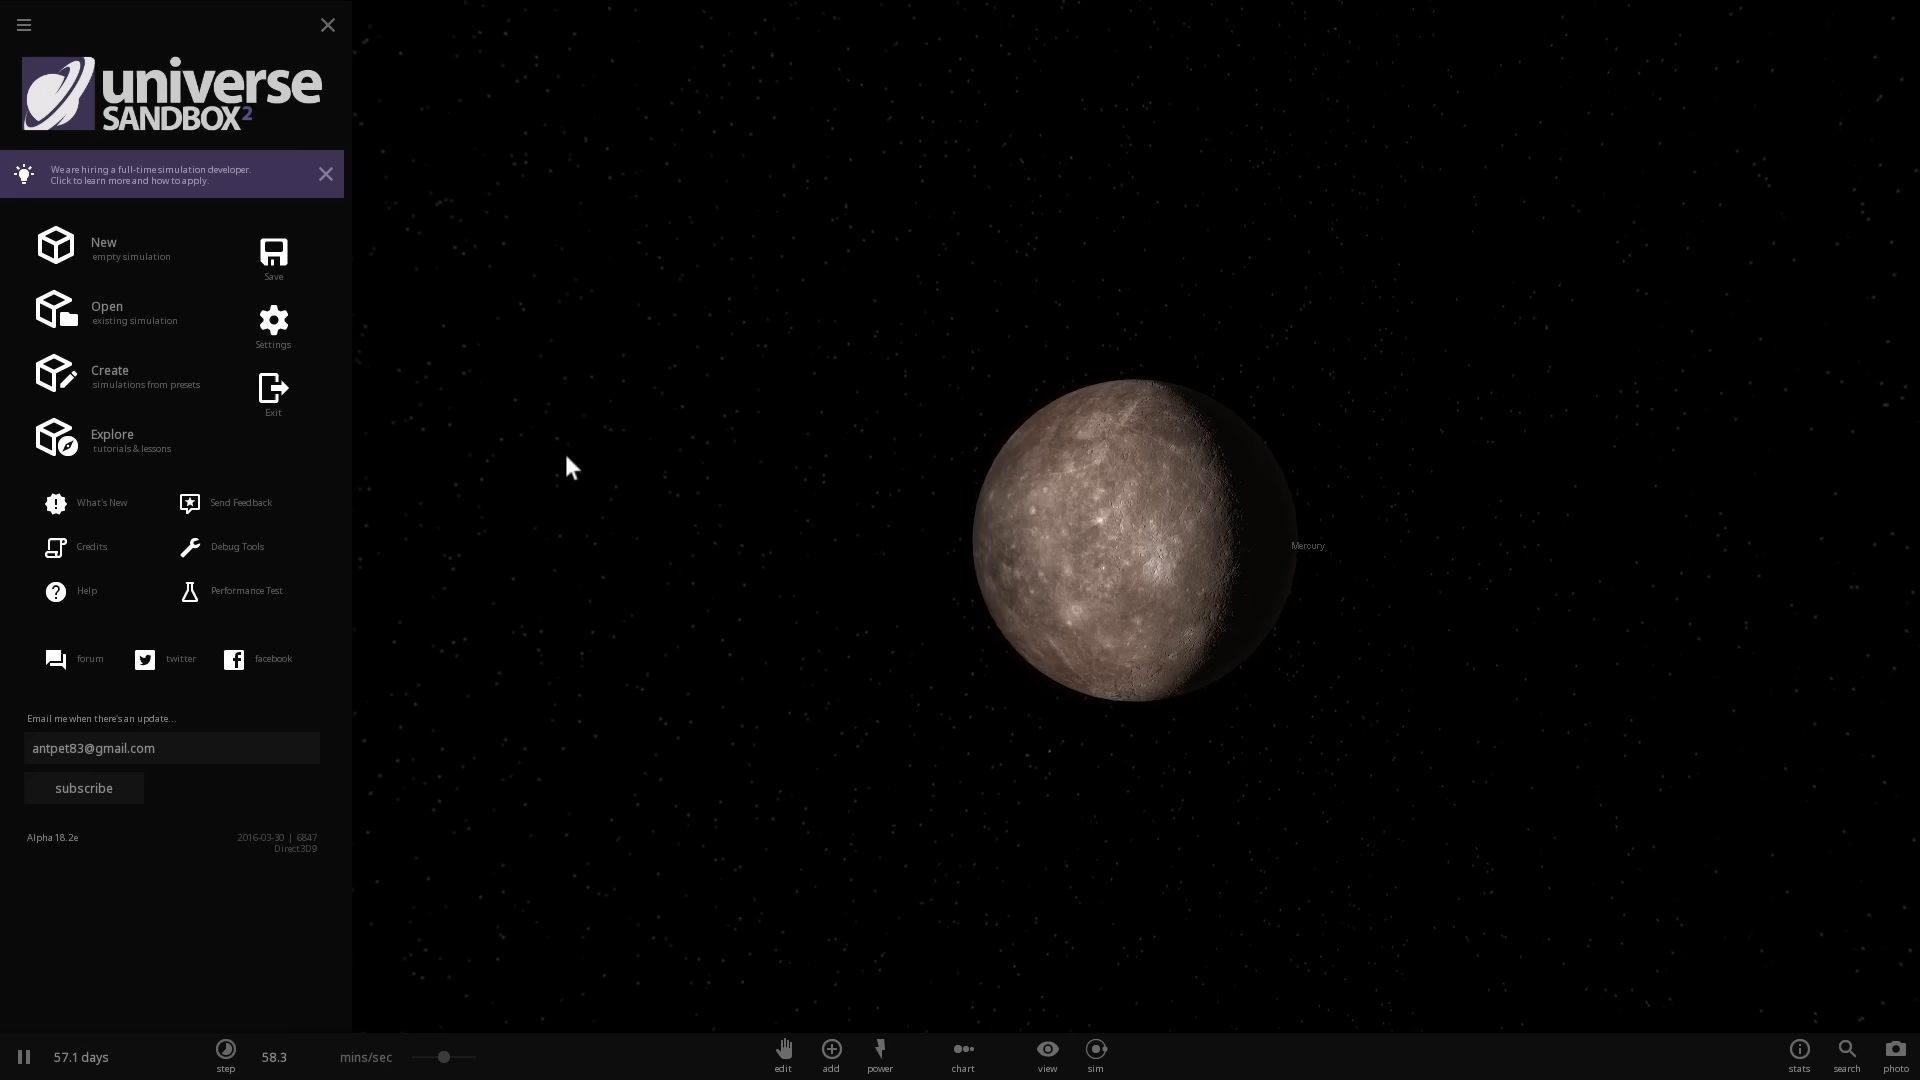 universe
SANDBOX²
We are hiring a full-time simulation developer.
Click to learn more and how to apply.
New
empty simulation
Save
Open
existing simulation
Settings
Create
simulations from presets
Exit
Explore
tutorials & lessons
What's New
Send Feedback
Credits
Debug Tools
Help
Performance Test
forum
twitter
facebook
Email me when there's an update...
antpet83@gmail.com
subscribe
Alpha 18.2e
2016-03-30 | 6847
Direct3D9
Mercury
57.1 days
step
58.3
mins/sec
edit
add
power
chart
view
sim
stats
search
photo